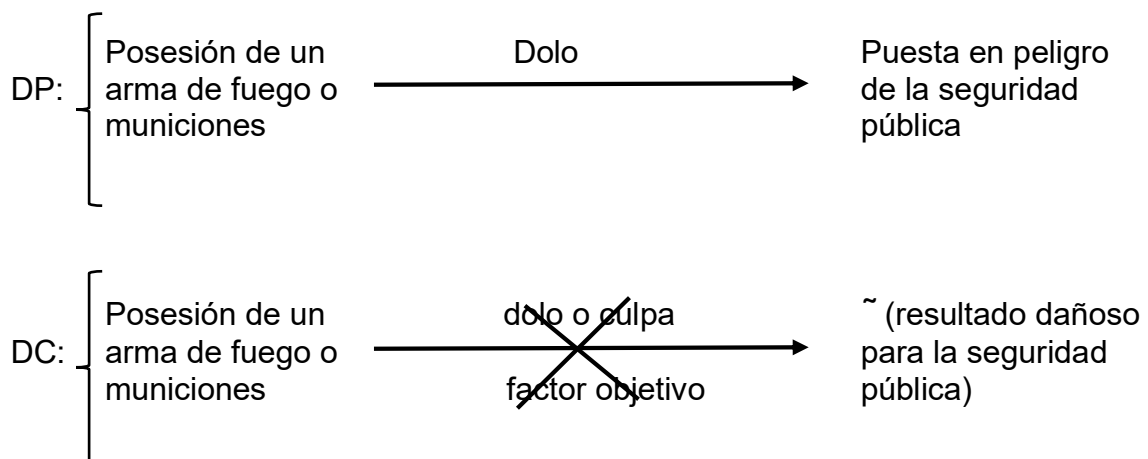 Posesión de un
Dolo
Puesta en peligro
DP:
arma de fuego o
de la seguridad
municiones
pública
Posesión de un
dolo o culpa
˜ (resultado dañoso
DC:
arma de fuego o
para la seguridad
municiones
factor objetivo
pública)